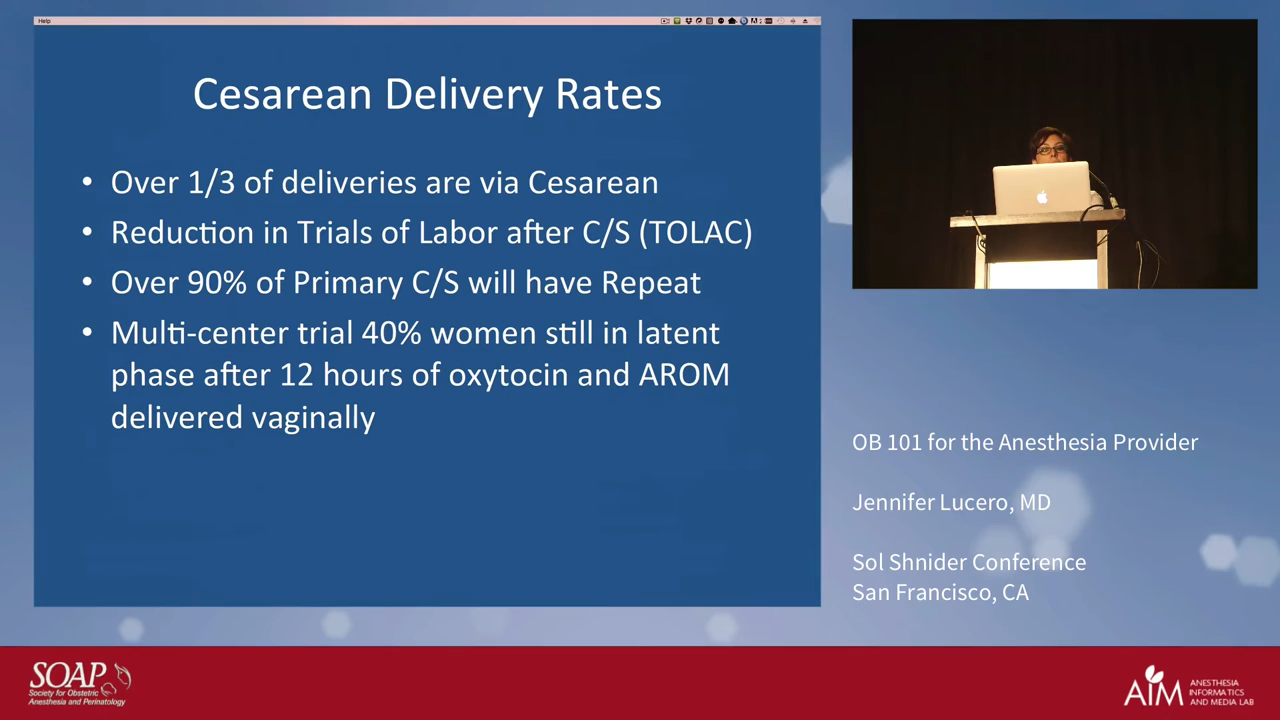 Help
Cesarean Delivery Rates
• Over 1/3 of deliveries are via Cesarean
• Reduction in Trials of Labor after C/S (TOLAC)
• Over 90% of Primary C/S will have Repeat
• Multi-center trial 40% women still in latent
phase after 12 hours of oxytocin and AROM
delivered vaginally
OB 101 for the Anesthesia Provider
Jennifer Lucero, MD
Sol Shnider Conference
San Francisco, CA
SOAP
Society for Obstetric
Anesthesia and Perinatology
AIM
ANESTHESIA
INFORMATICS
AND MEDIA LAB